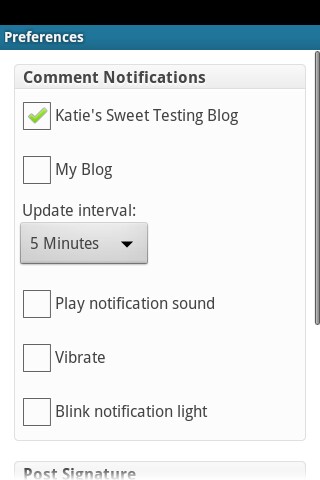 Preferences
Comment Notifications
Katie's Sweet Testing Blog
My Blog
Update interval:
5 Minutes
Play notification sound
Vibrate
Blink notification light
Post Signature